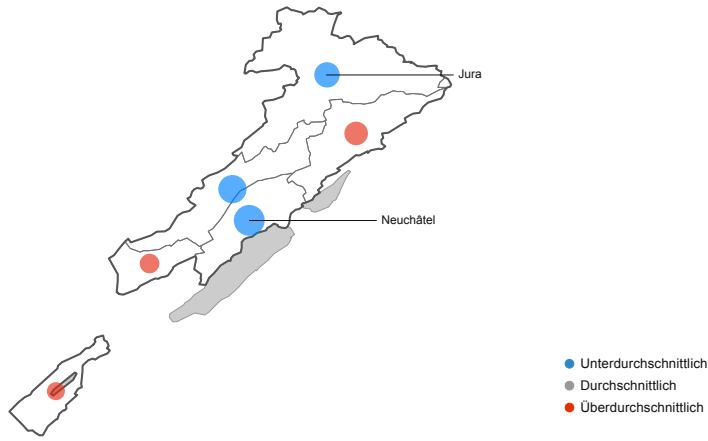 Jura
Neuchâtel
Unterdurchschnittlich
Durchschnittlich
Überdurchschnittlich